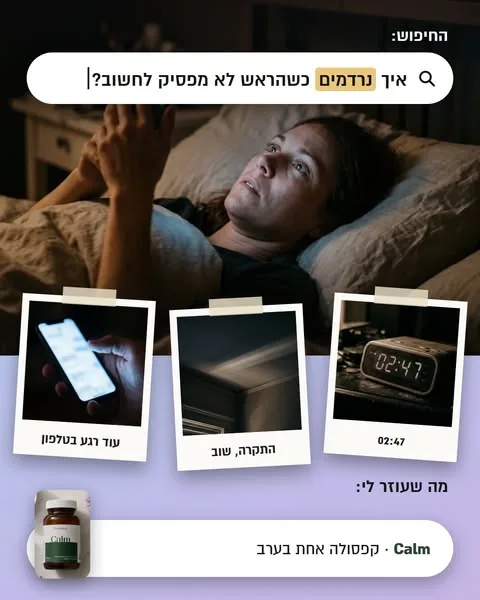 החיפוש:
איך נרדמים כשהראש לא מפסיק לחשוב?
02:47
02:47
התקרה, שוב
עוד רגע בטלפון
מה שעוזר לי:
Calm
Calm · קפסולה אחת בערב